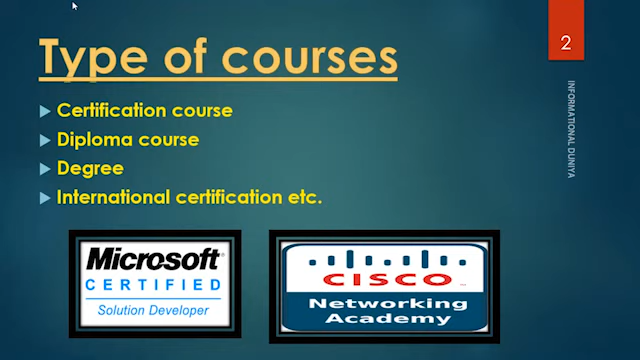 Type of courses
2
Certification course
Diploma course
Degree
International certification etc.
INFORMATIONAL DUNIYA
Microsoft
CERTIFIED
Solution Developer
CISCO
Networking
Academy